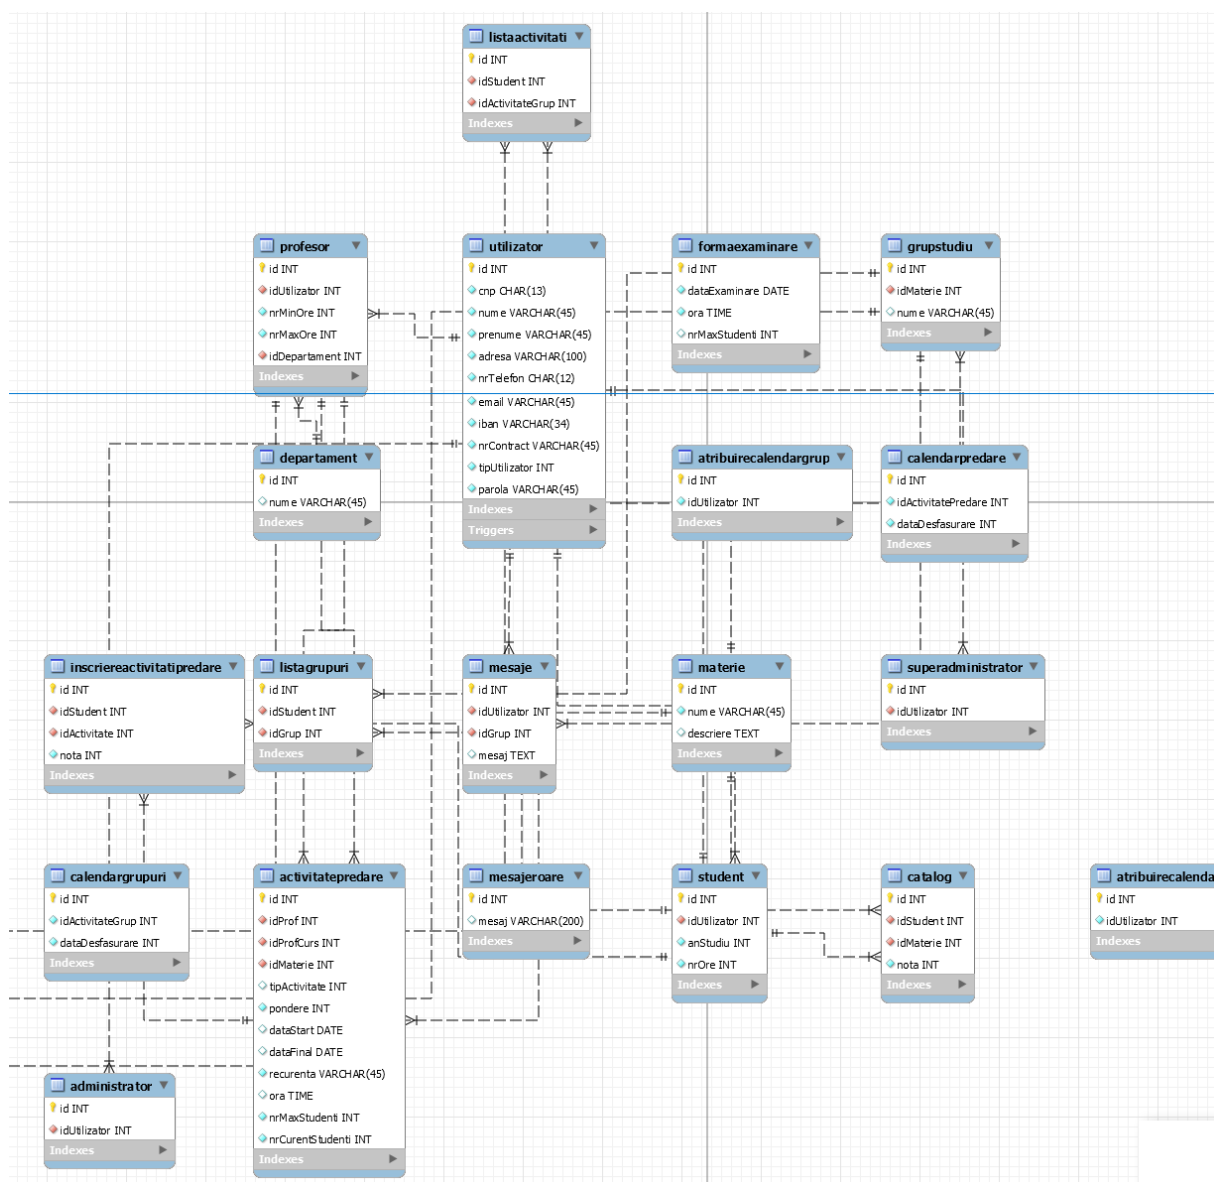 listaactivitati
id INT
idStudent INT
idActivitateGrup INT
Indexes
profesor
id INT
idUtilizator INT
nrMinOre INT
nrMaxOre INT
idDepartament INT
Indexes
utilizator
id INT
cnp CHAR(13)
nume VARCHAR(45)
prenume VARCHAR(45)
adresa VARCHAR(100)
nrTelefon CHAR(12)
email VARCHAR(45)
iban VARCHAR(34)
nrContract VARCHAR(45)
tipUtilizator INT
parola VARCHAR(45)
Indexes
Triggers
formaexaminare
id INT
dataExaminare DATE
ora TIME
nrMaxStudenti INT
Indexes
grupstudiu
id INT
idMaterie INT
nume VARCHAR(45)
Indexes
departament
id INT
nume VARCHAR(45)
Indexes
atribuirecalendargrup
id INT
idUtilizator INT
Indexes
calendarpredare
id INT
idActivitatePredare INT
dataDesfasurare INT
Indexes
inscriereactivitatipredare
id INT
idStudent INT
idActivitate INT
nota INT
Indexes
listagrupuri
id INT
idStudent INT
idGrup INT
Indexes
mesaje
id INT
idUtilizator INT
idGrup INT
mesaj TEXT
Indexes
materie
id INT
nume VARCHAR(45)
descriere TEXT
Indexes
superadministrator
id INT
idUtilizator INT
Indexes
calendargrupuri
id INT
idActivitateGrup INT
dataDesfasurare INT
Indexes
activitatepredare
id INT
idProf INT
idProfCurs INT
idMaterie INT
tipActivitate INT
pondere INT
dataStart DATE
dataFinal DATE
recurenta VARCHAR(45)
ora TIME
nrMaxStudenti INT
nrCurentStudenti INT
Indexes
mesajeroare
id INT
mesaj VARCHAR(200)
Indexes
student
id INT
idUtilizator INT
anStudiu INT
nrOre INT
Indexes
catalog
id INT
idStudent INT
idMaterie INT
nota INT
Indexes
atribuirecalenda
id INT
idUtilizator INT
Indexes
administrator
id INT
idUtilizator INT
Indexes